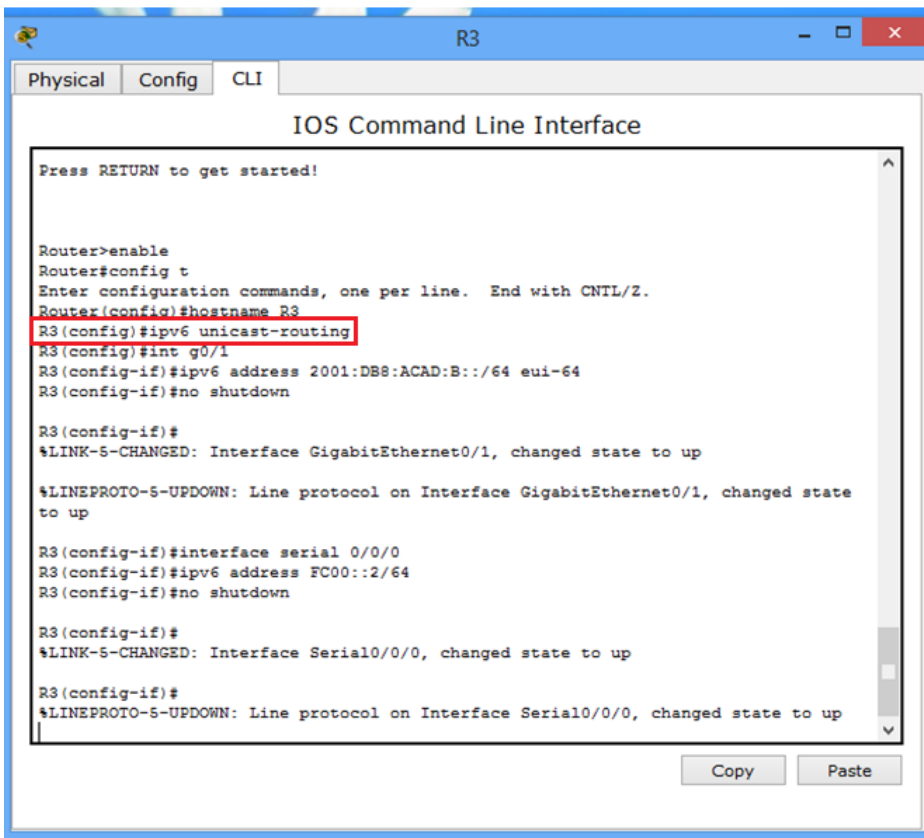 R3
Physical Config CLI
IOS Command Line Interface
Press RETURN to get started!
Router>enable
Router#config t
Enter configuration commands, one per line.  End with CNTL/Z.
Router(config)#hostname R3
R3(config)#ipv6 unicast-routing
R3(config)#int g0/1
R3(config-if)#ipv6 address 2001:DB8:ACAD:B::/64 eui-64
R3(config-if)#no shutdown
R3(config-if)#
%LINK-5-CHANGED: Interface GigabitEthernet0/1, changed state to up
%LINEPROTO-5-UPDOWN: Line protocol on Interface GigabitEthernet0/1, changed state
to up
R3(config-if)#interface serial 0/0/0
R3(config-if)#ipv6 address FC00::2/64
R3(config-if)#no shutdown
R3(config-if)#
%LINK-5-CHANGED: Interface Serial0/0/0, changed state to up
R3(config-if)#
%LINEPROTO-5-UPDOWN: Line protocol on Interface Serial0/0/0, changed state to up
Copy Paste